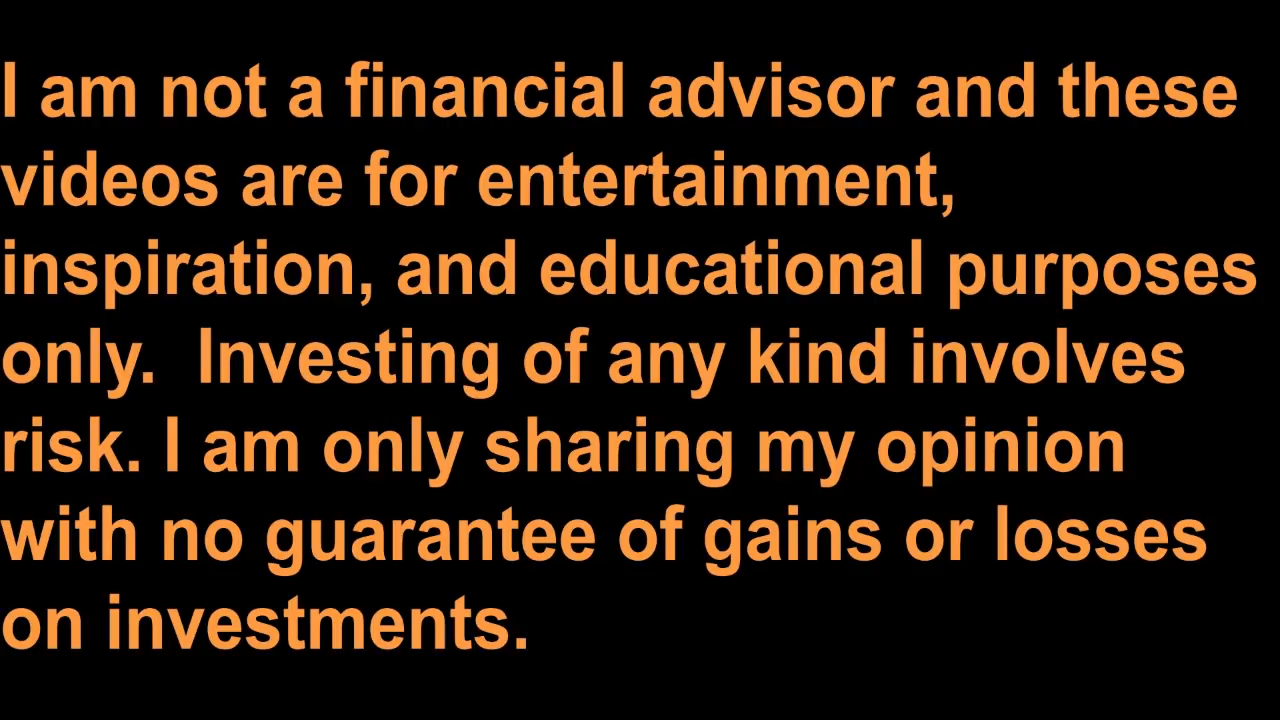 I am not a financial advisor and these
videos are for entertainment,
inspiration, and educational purposes
only.  Investing of any kind involves
risk. I am only sharing my opinion
with no guarantee of gains or losses
on investments.